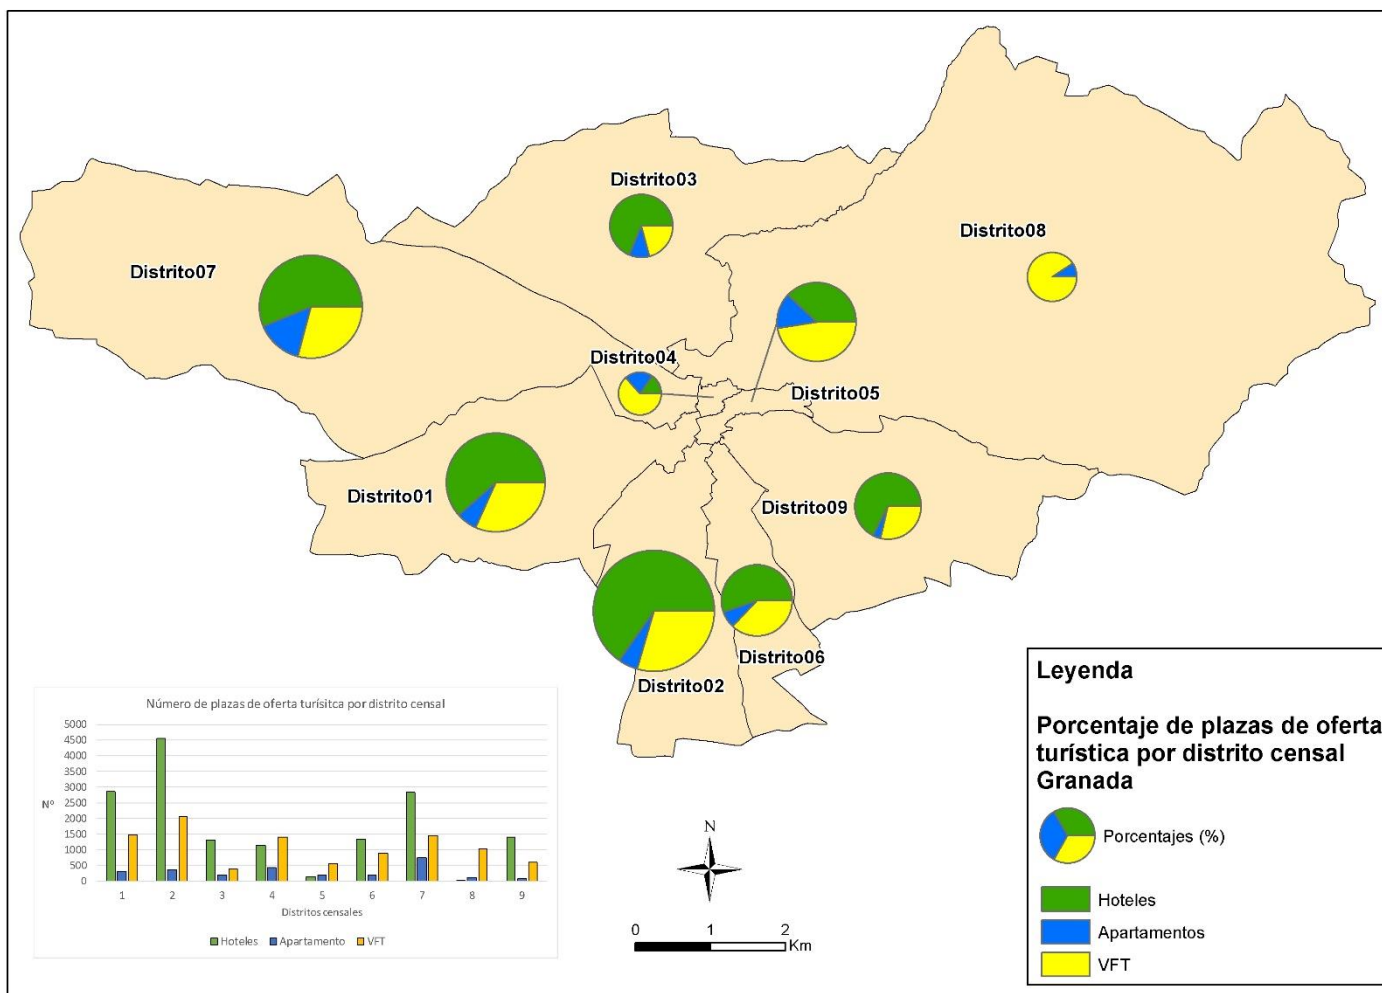 Distrito03
Distrito08
Distrito07
Distrito04
Distrito05
Distrito01
Distrito09
Distrito06
Distrito02
Número de plazas de oferta turísitca por distrito censal
5000
4500
4000
3500
3000
2500
2000
1500
1000
500
0
Nº
1 2 3 4 5 6 7 8 9
Distritos censales
Hoteles Apartamento VFT
N
0 1 2
Km
Leyenda
Porcentaje de plazas de oferta
turística por distrito censal
Granada
Porcentajes (%)
Hoteles
Apartamentos
VFT